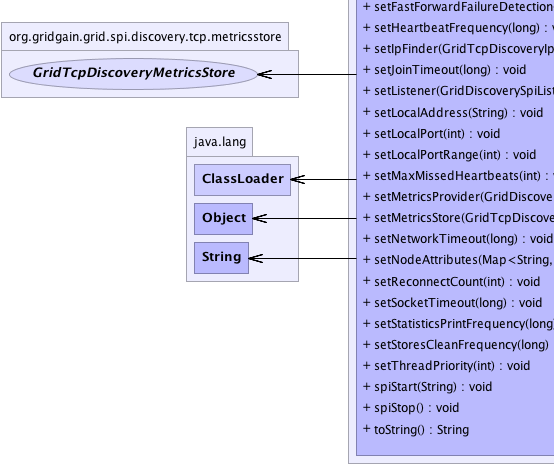 org.gridgain.grid.spi.discovery.tcp.metricsstore
GridTcpDiscoveryMetricsStore
java.lang
ClassLoader
Object
String
+ setFastForwardFailureDetection
+ setHeartbeatFrequency(long) : void
+ setIpFinder(GridTcpDiscoveryIp
+ setJoinTimeout(long) : void
+ setListener(GridDiscoverySpiList
+ setLocalAddress(String) : void
+ setLocalPort(int) : void
+ setLocalPortRange(int) : void
+ setMaxMissedHeartbeats(int) : v
+ setMetricsProvider(GridDiscover
+ setMetricsStore(GridTcpDiscove
+ setNetworkTimeout(long) : void
+ setNodeAttributes(Map<String,
+ setReconnectCount(int) : void
+ setSocketTimeout(long) : void
+ setStatisticsPrintFrequency(long)
+ setStoresCleanFrequency(long)
+ setThreadPriority(int) : void
+ spiStart(String) : void
+ spiStop() : void
+ toString() : String